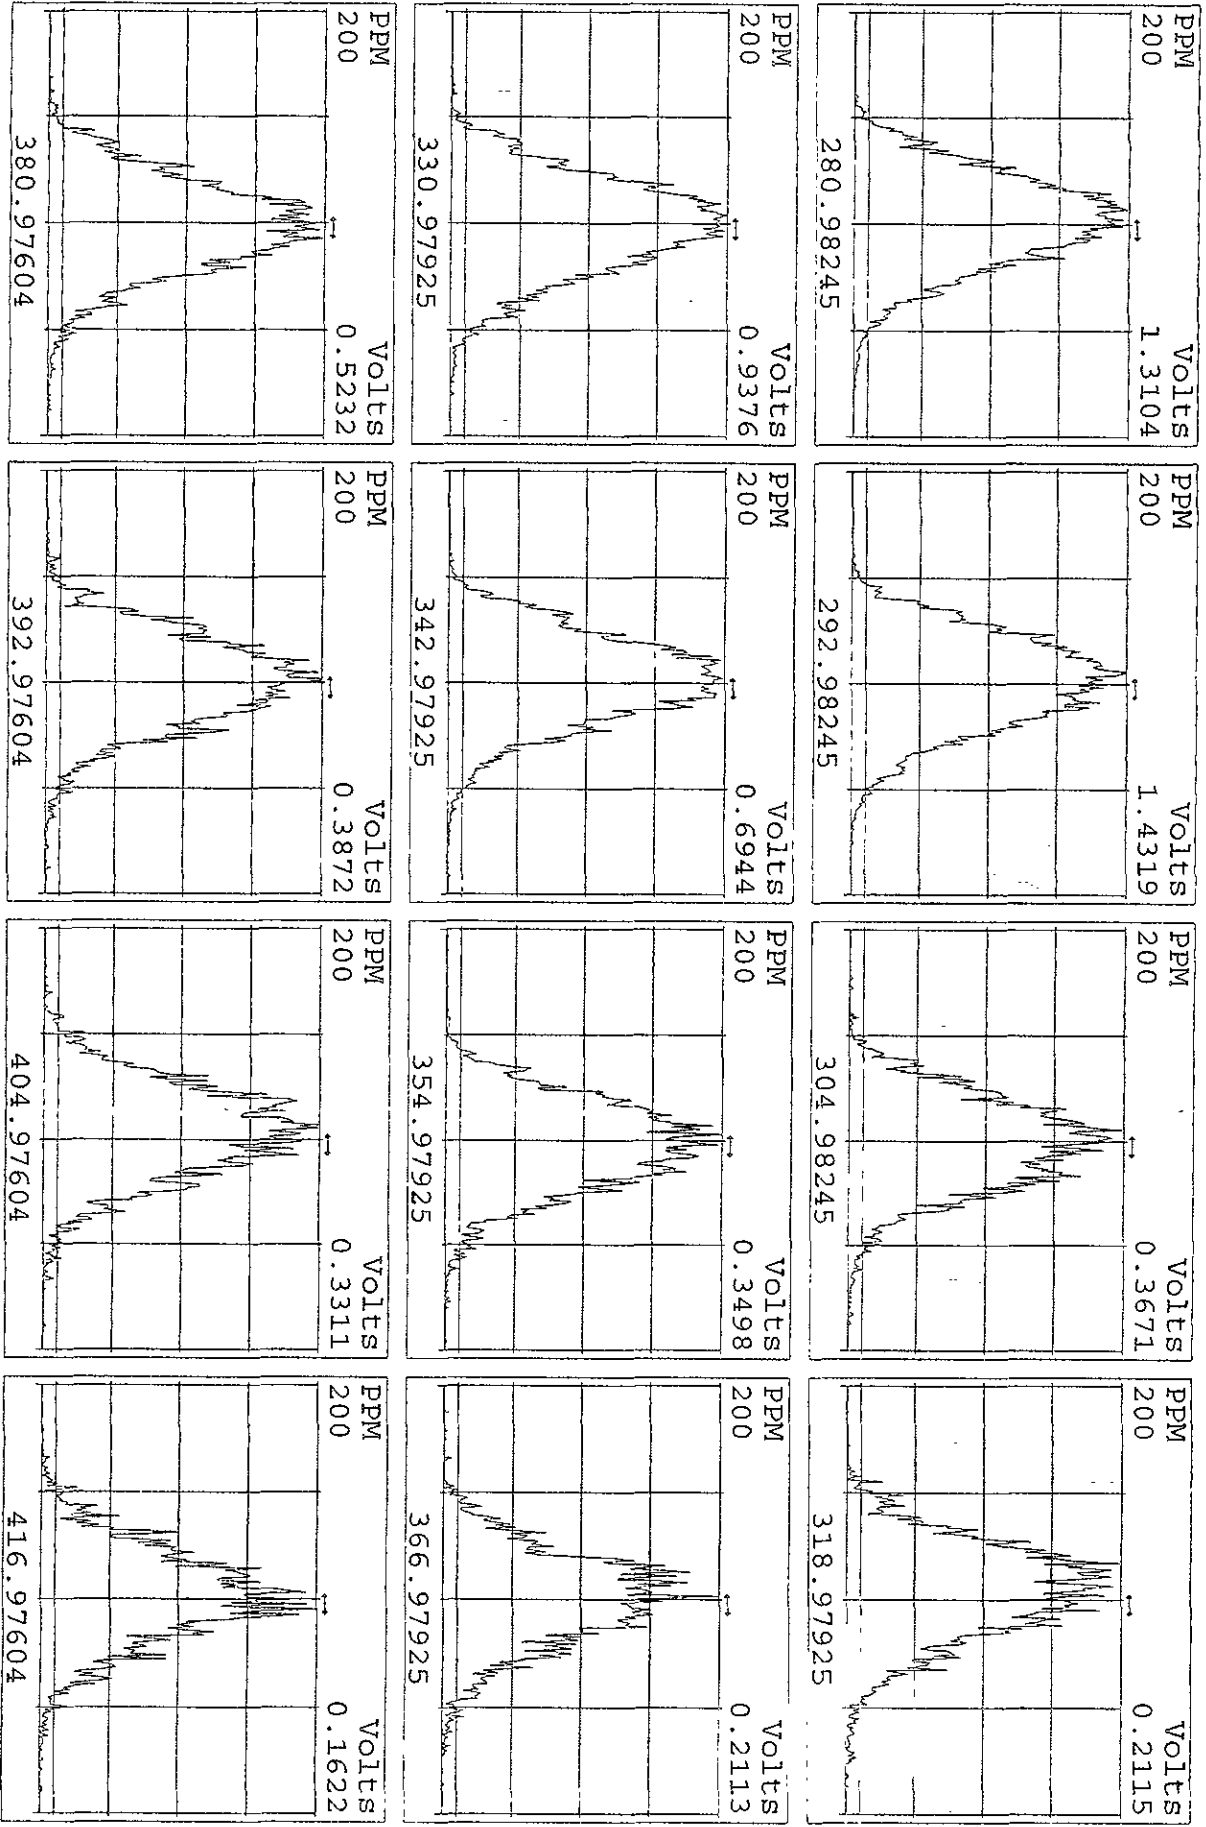 PPM Volts
200 1.3104
280.98245
PPM Volts
200 1.4319
292.98245
PPM Volts
200 0.3671
304.98245
PPM Volts
200 0.2115
318.97925
PPM Volts
200 0.9376
330.97925
PPM Volts
200 0.6944
342.97925
PPM Volts
200 0.3498
354.97925
PPM Volts
200 0.2113
366.97925
PPM Volts
200 0.5232
380.97604
PPM Volts
200 0.3872
392.97604
PPM Volts
200 0.3311
404.97604
PPM Volts
200 0.1622
416.97604